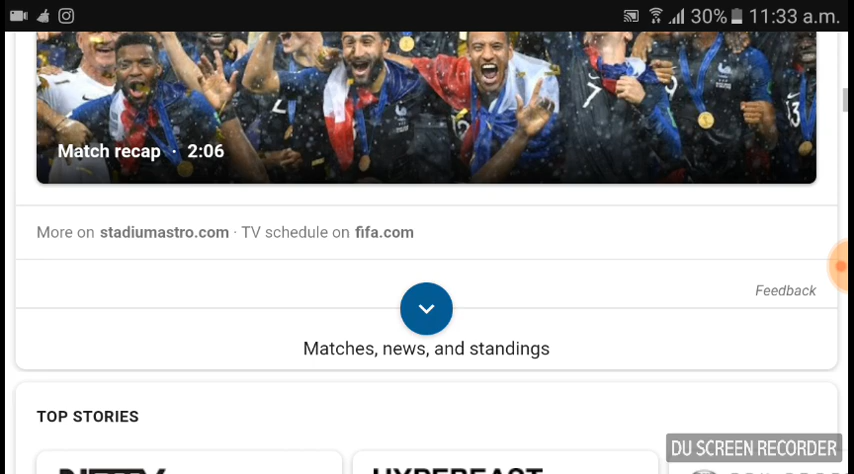 30% 11:33 a.m.
Match recap · 2:06
More on stadiumastro.com · TV schedule on fifa.com
Feedback
Matches, news, and standings
TOP STORIES
HYPEBEAST
DU SCREEN RECORDER